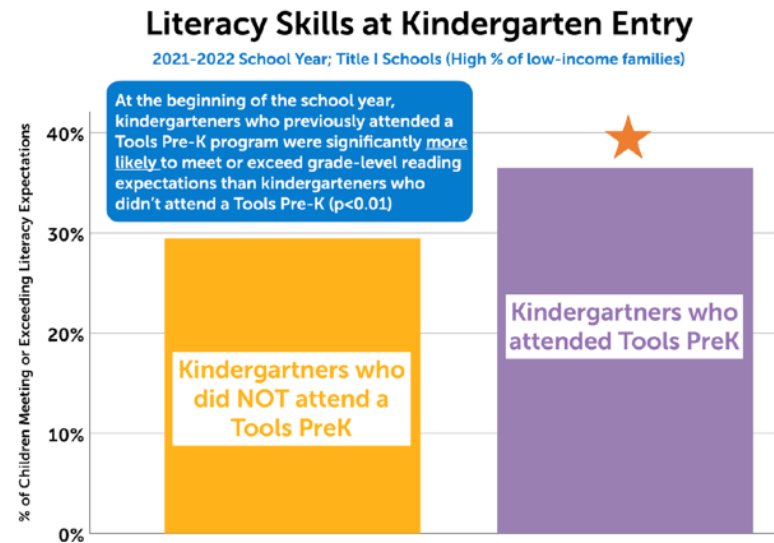 Literacy Skills at Kindergarten Entry
2021-2022 School Year; Title I Schools (High % of low-income families)
At the beginning of the school year,
kindergarteners who previously attended a
Tools Pre-K program were significantly more
likely to meet or exceed grade-level reading
expectations than kindergarteners who
didn't attend a Tools Pre-K (p<0.01)
% of Children Meeting or Exceeding Literacy Expectations
40%
30%
20%
10%
0%
Kindergartners who
did NOT attend a
Tools PreK
Kindergartners who
attended Tools PreK